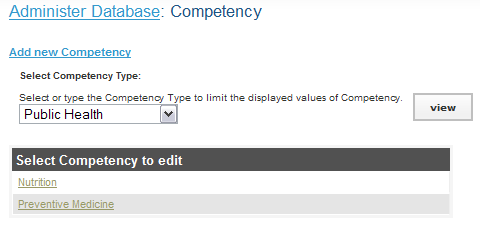 Administer Database: Competency
Add new Competency
Select Competency Type:
Select or type the Competency Type to limit the displayed values of Competency.
Public Health
view
Select Competency to edit
Nutrition
Preventive Medicine